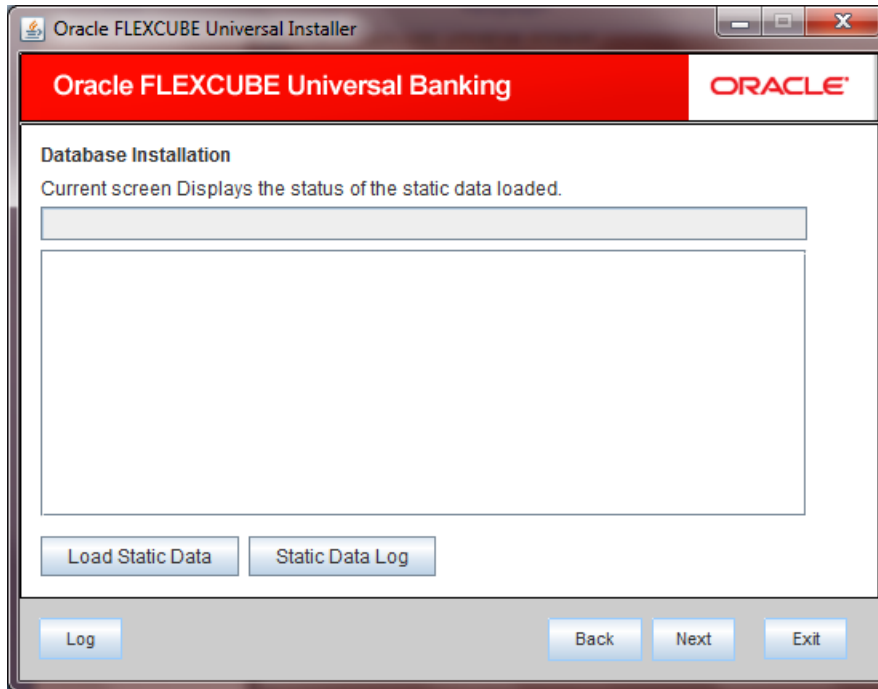 Oracle FLEXCUBE Universal Installer
Oracle FLEXCUBE Universal Banking ORACLE
Database Installation
Current screen Displays the status of the static data loaded.
Load Static Data Static Data Log
Log Back Next Exit